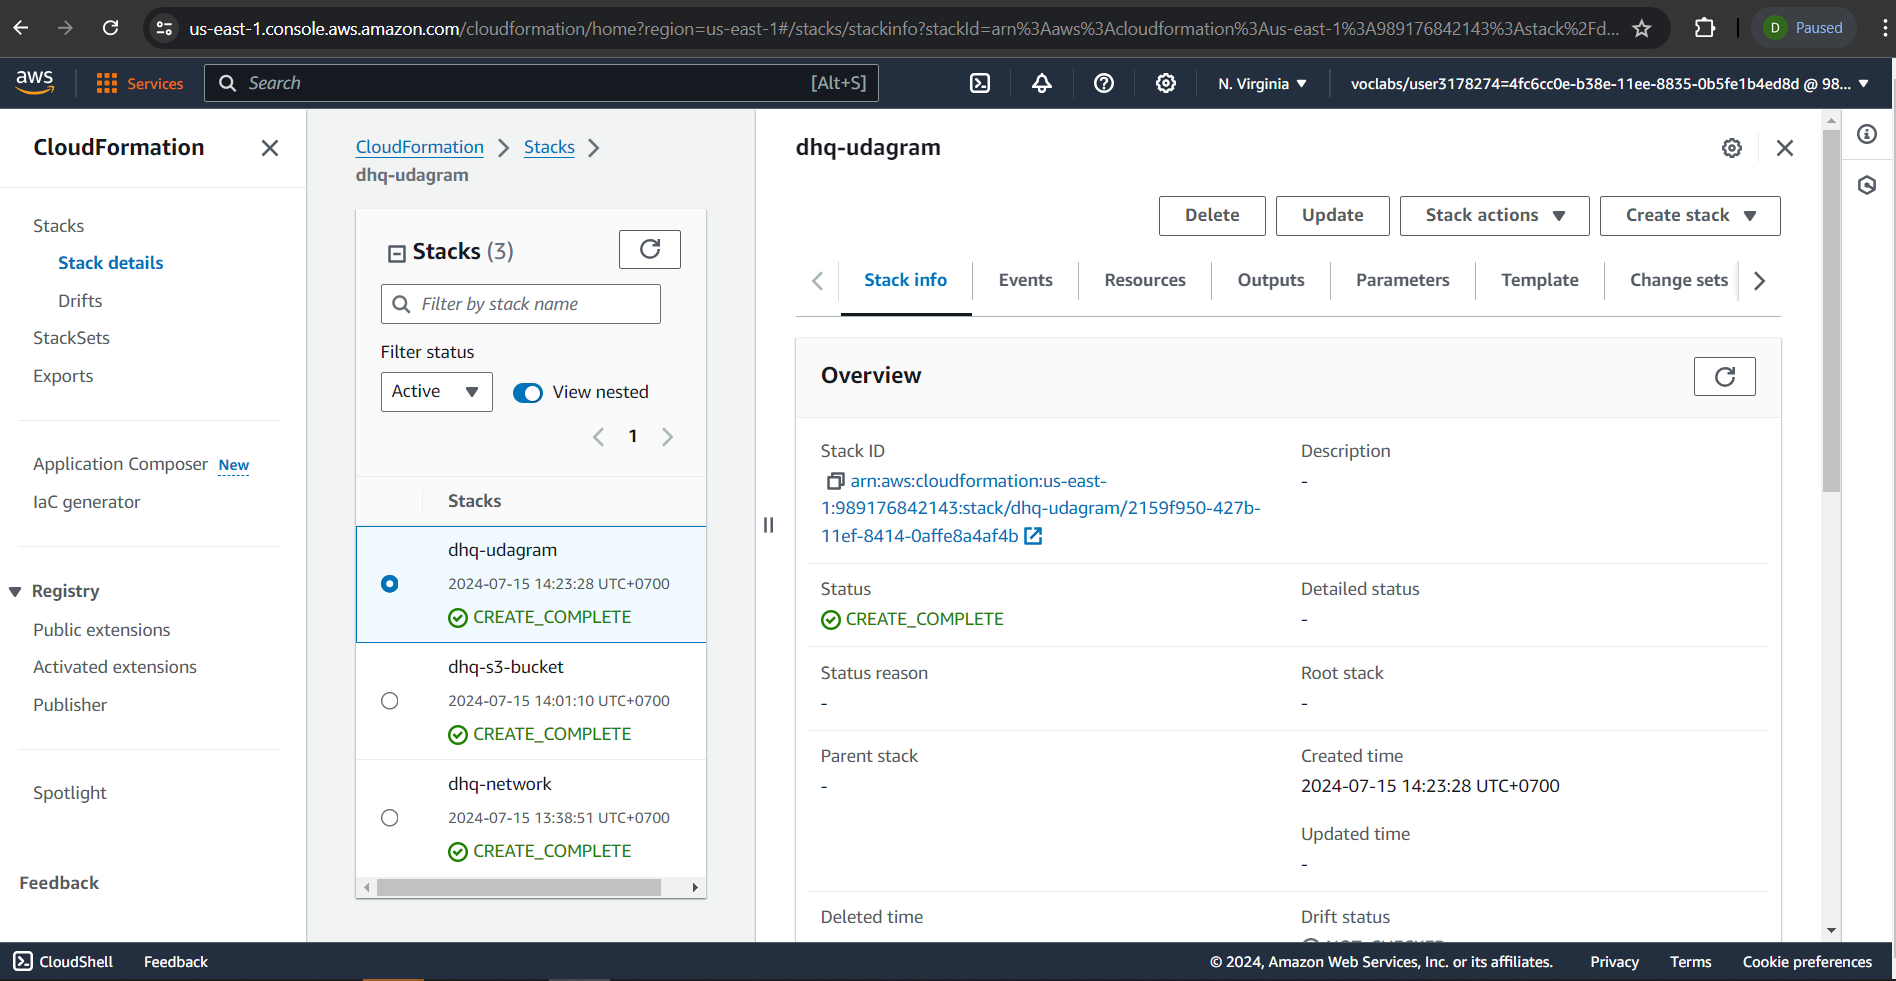 us-east-1.console.aws.amazon.com/cloudformation/home?region=us-east-1#/stacks/stackinfo?stackId=arn%3Aaws%3Acloudformation%3Aus-east-1%3A989176842143%3Astack%2Fd...
D Paused
aws
Services
Search
[Alt+S]
N. Virginia
voclabs/user3178274=4fc6cc0e-b38e-11ee-8835-0b5fe1b4ed8d @ 98...
CloudFormation
Stacks
Stack details
Drifts
StackSets
Exports
Application Composer New
IaC generator
Registry
Public extensions
Activated extensions
Publisher
Spotlight
Feedback
CloudFormation
Stacks
dhq-udagram
Stacks (3)
Filter by stack name
Filter status
Active
View nested
1
Stacks
dhq-udagram
2024-07-15 14:23:28 UTC+0700
CREATE_COMPLETE
dhq-s3-bucket
2024-07-15 14:01:10 UTC+0700
CREATE_COMPLETE
dhq-network
2024-07-15 13:38:51 UTC+0700
CREATE_COMPLETE
dhq-udagram
Delete
Update
Stack actions
Create stack
Stack info
Events
Resources
Outputs
Parameters
Template
Change sets
Overview
Stack ID
arn:aws:cloudformation:us-east-
1:989176842143:stack/dhq-udagram/2159f950-427b-
11ef-8414-0affe8a4af4b
Description
-
Status
CREATE_COMPLETE
Detailed status
-
Status reason
-
Root stack
-
Parent stack
-
Created time
2024-07-15 14:23:28 UTC+0700
Updated time
-
Deleted time
Drift status
CloudShell
Feedback
© 2024, Amazon Web Services, Inc. or its affiliates.
Privacy
Terms
Cookie preferences